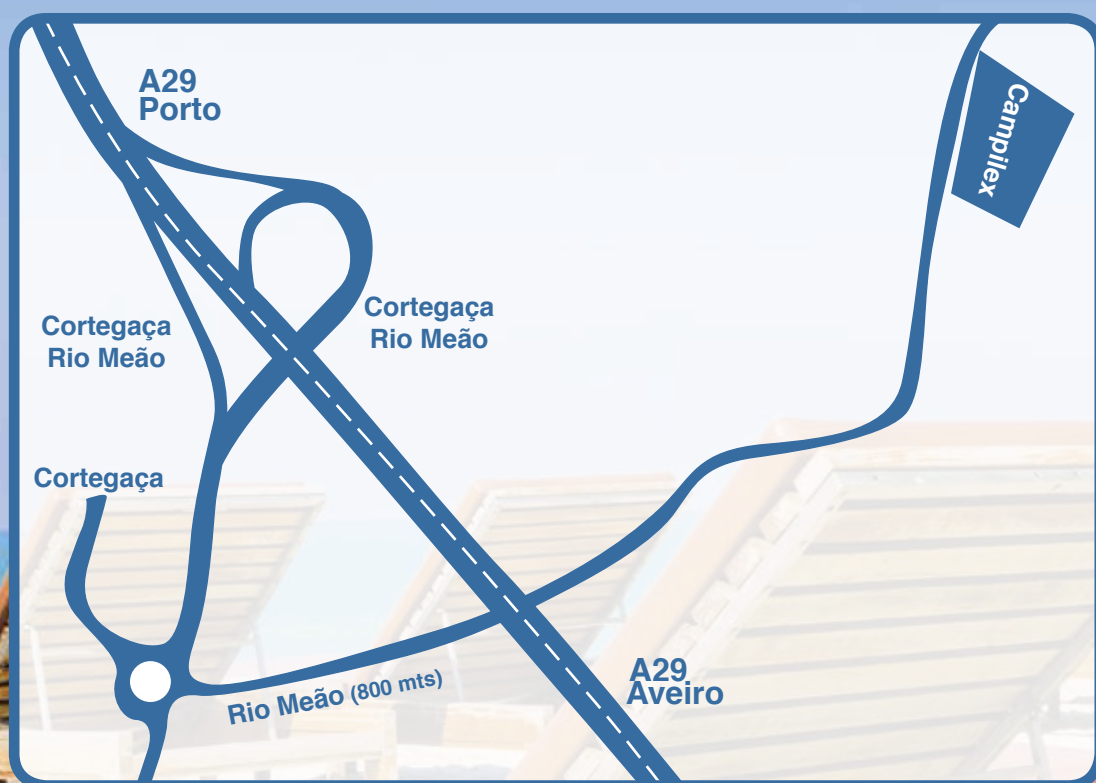 A29
Porto
Campilex
Cortegaça
Rio Meão
Cortegaça
Rio Meão
Cortegaça
Rio Meão (800 mts)
A29
Aveiro